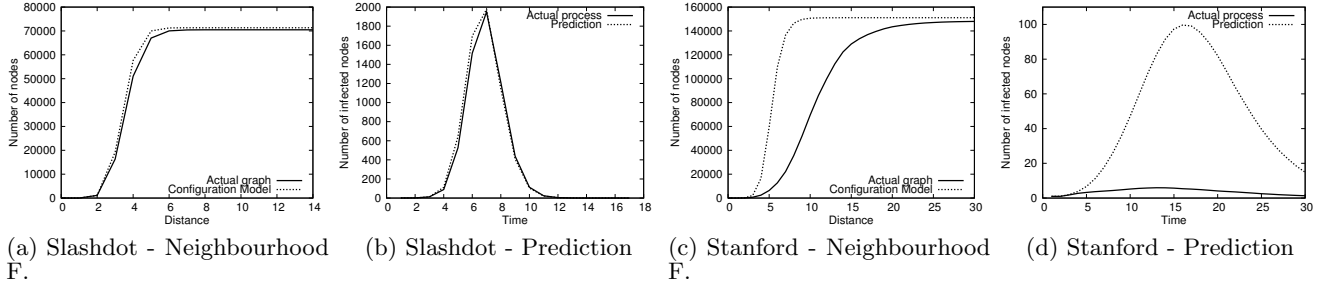 80000
70000
60000
50000
40000
30000
20000
10000
0
Number of nodes
Actual graph
Configuration Model
0 2 4 6 8 10 12 14
Distance
(a) Slashdot - Neighbourhood
F.
2000
1800
1600
1400
1200
1000
800
600
400
200
0
Number of infected nodes
Actual process
Prediction
0 2 4 6 8 10 12 14 16 18
Time
(b) Slashdot - Prediction
160000
140000
120000
100000
80000
60000
40000
20000
0
Number of nodes
Actual graph
Configuration Model
0 5 10 15 20 25 30
Distance
(c) Stanford - Neighbourhood
F.
100
80
60
40
20
0
Number of infected nodes
Actual process
Prediction
0 5 10 15 20 25 30
Time
(d) Stanford - Prediction